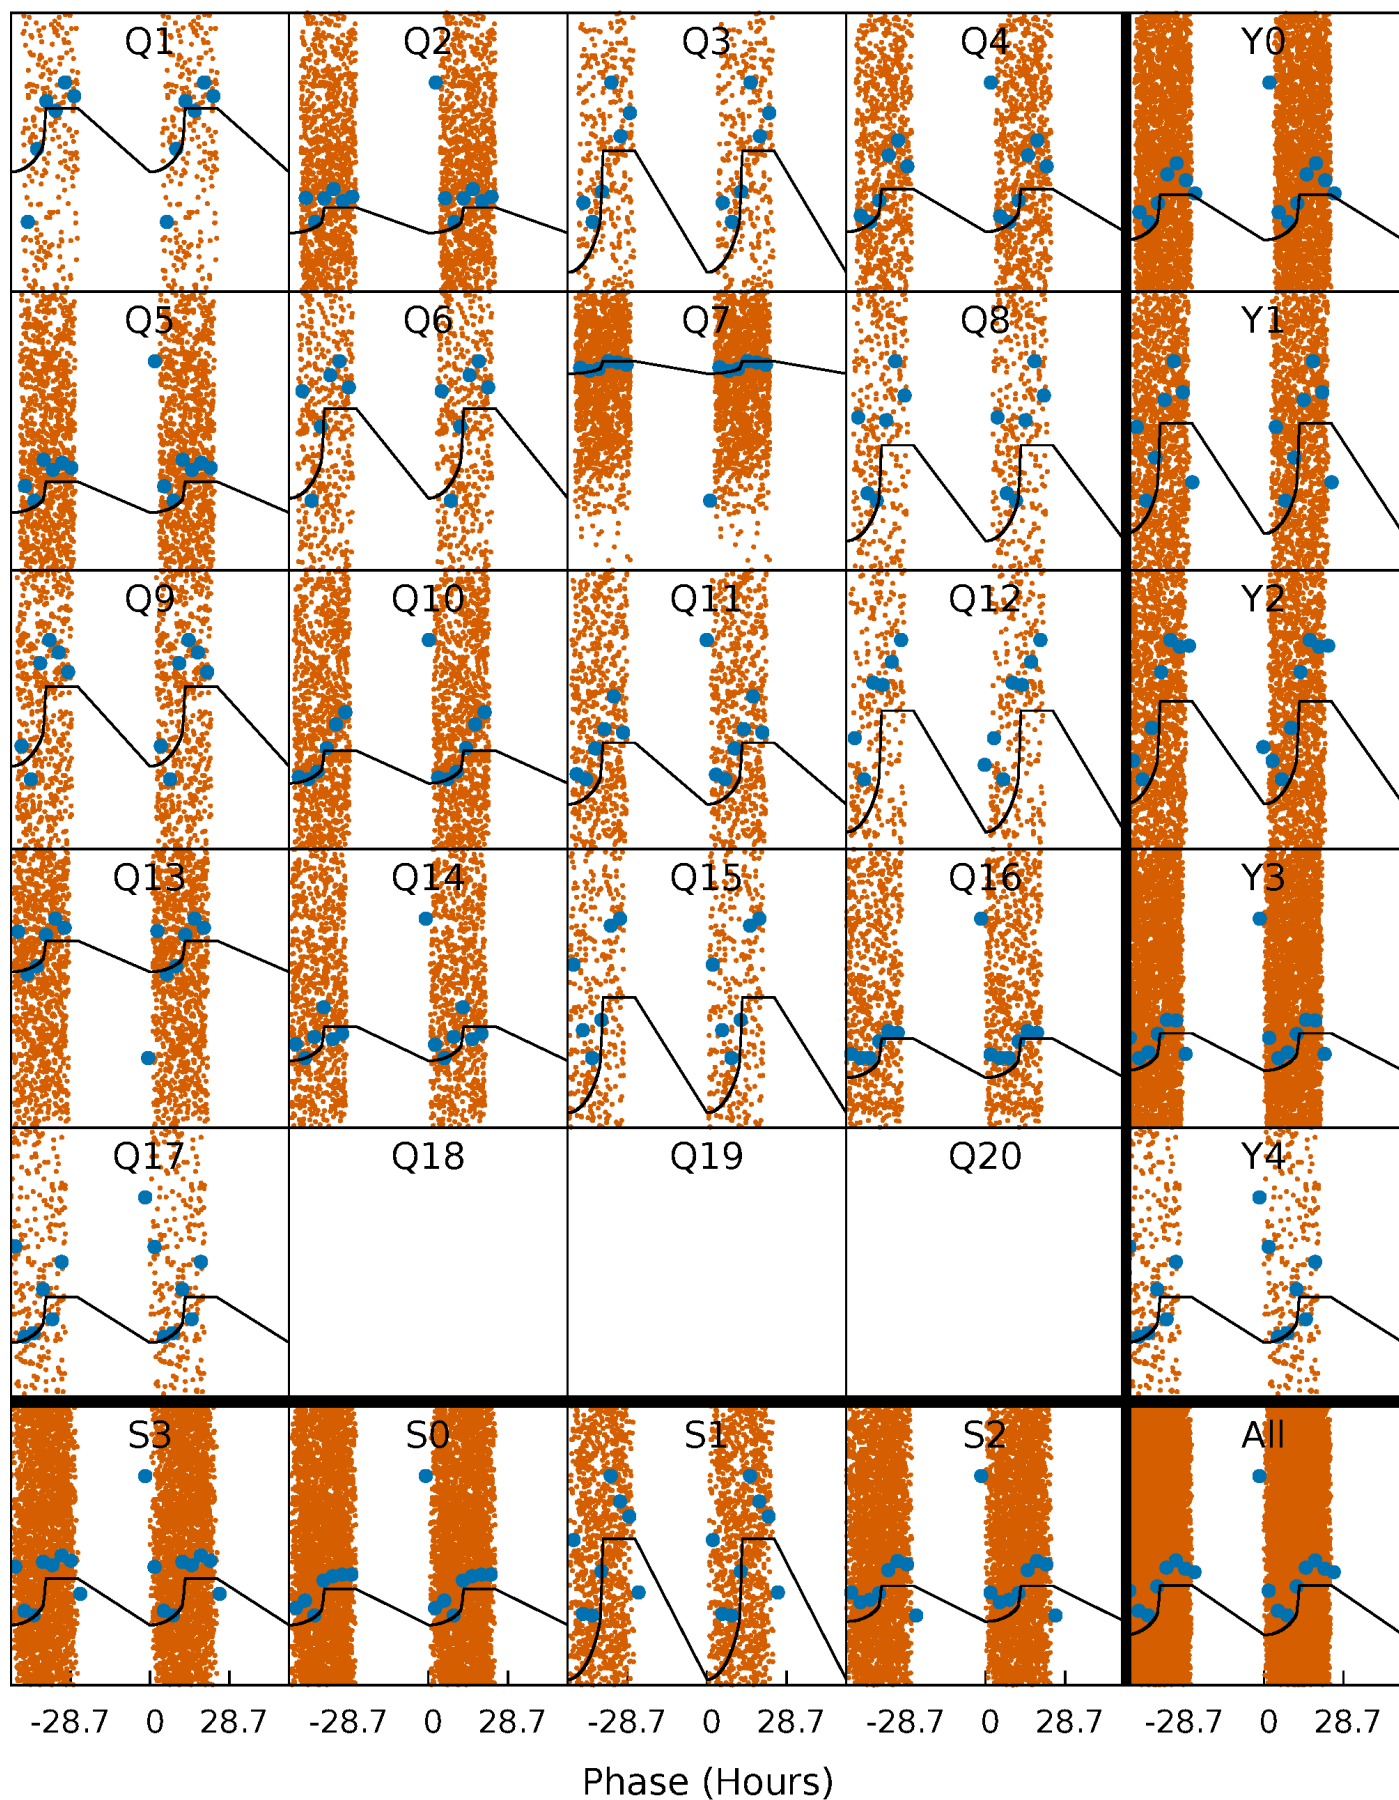 Q1 Q2 Q3 Q4 Y0
Q5 Q6 Q7 Q8 Y1
Q9 Q10 Q11 Q12 Y2
Q13 Q14 Q15 Q16 Y3
Q17 Q18 Q19 Q20 Y4
S3 S0 S1 S2 All
-28.7 0 28.7 -28.7 0 28.7 -28.7 0 28.7 -28.7 0 28.7 -28.7 0 28.7
Phase (Hours)